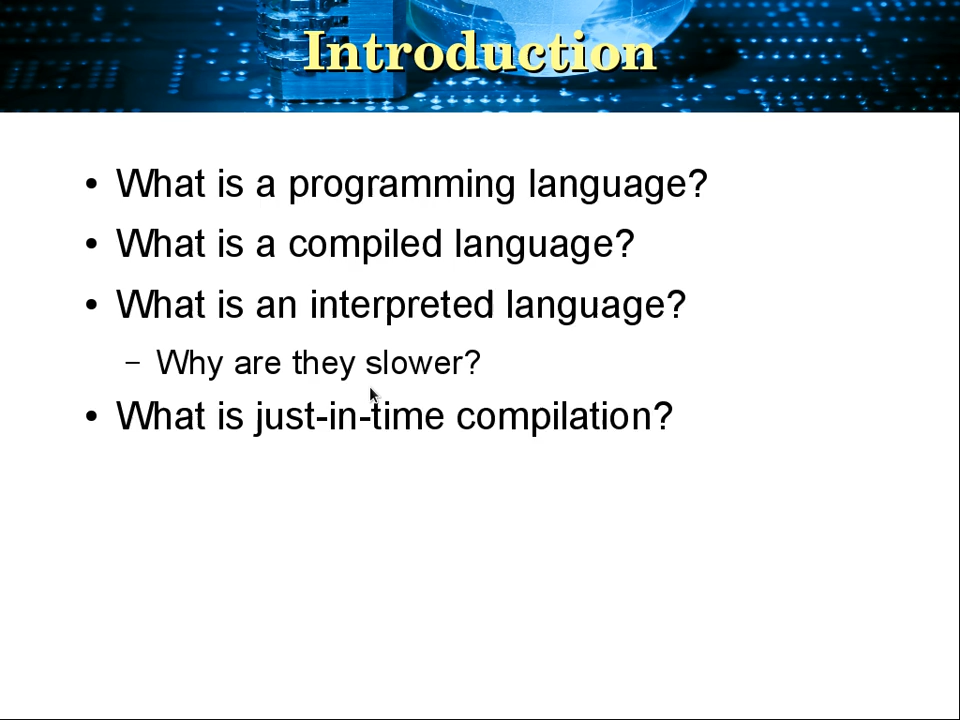 Introduction
• What is a programming language?
• What is a compiled language?
• What is an interpreted language?
– Why are they slower?
• What is just-in-time compilation?